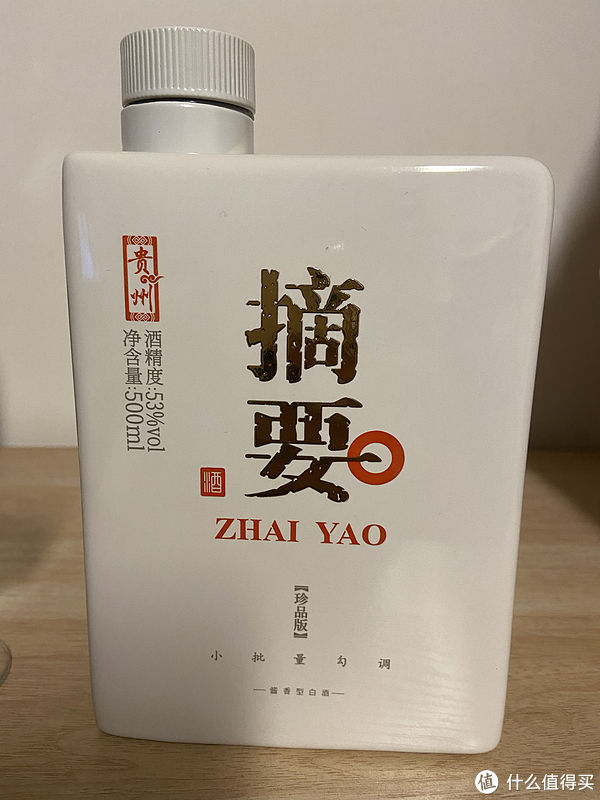 贵州
酒精度:53%vol
净含量:500ml
摘要
酒
ZHAI YAO
【珍品版】
小批量勾调
酱香型白酒
值 什么值得买